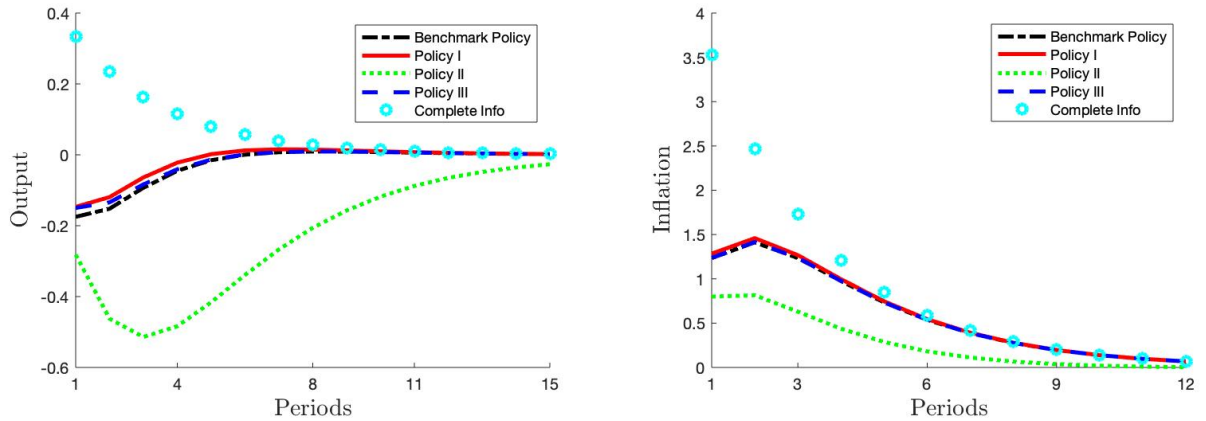 0.4
0.2
0
-0.2
-0.4
-0.6
Output
1
4
8
11
15
Periods
Benchmark Policy
Policy I
Policy II
Policy III
Complete Info
4
3.5
3
2.5
2
1.5
1
0.5
0
Inflation
1
3
6
9
12
Periods
Benchmark Policy
Policy I
Policy II
Policy III
Complete Info